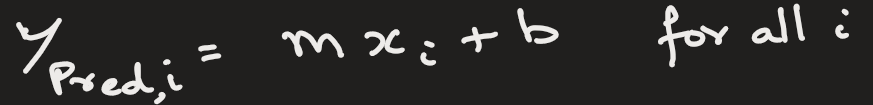 y_Pred,i = m x_i + b for all i